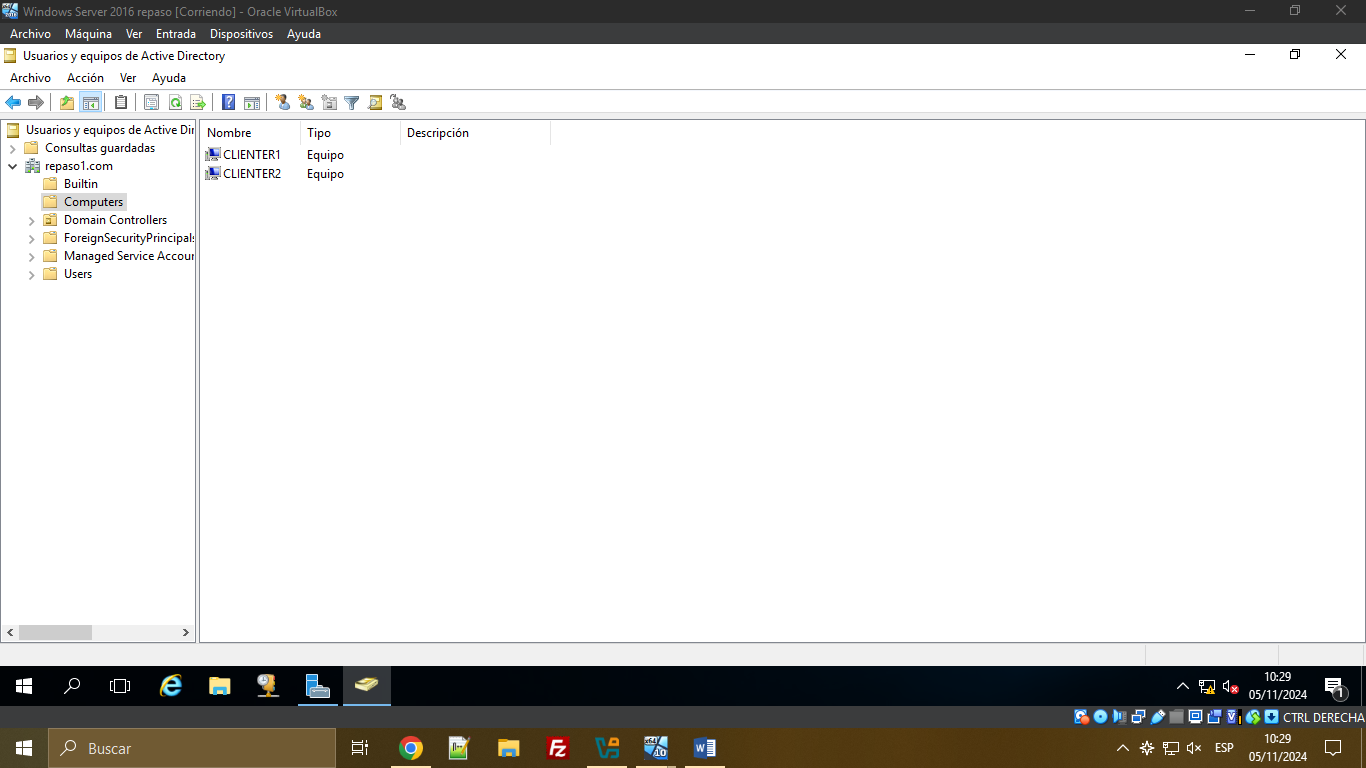 Windows Server 2016 repaso [Corriendo] - Oracle VirtualBox
Archivo Máquina Ver Entrada Dispositivos Ayuda
Usuarios y equipos de Active Directory
Archivo Acción Ver Ayuda
Usuarios y equipos de Active Dir
Consultas guardadas
repaso1.com
Builtin
Computers
Domain Controllers
ForeignSecurityPrincipals
Managed Service Accour
Users
Nombre Tipo Descripción
CLIENTER1 Equipo
CLIENTER2 Equipo
10:29
05/11/2024
1
CTRL DERECHA
Buscar
ESP
10:29
05/11/2024